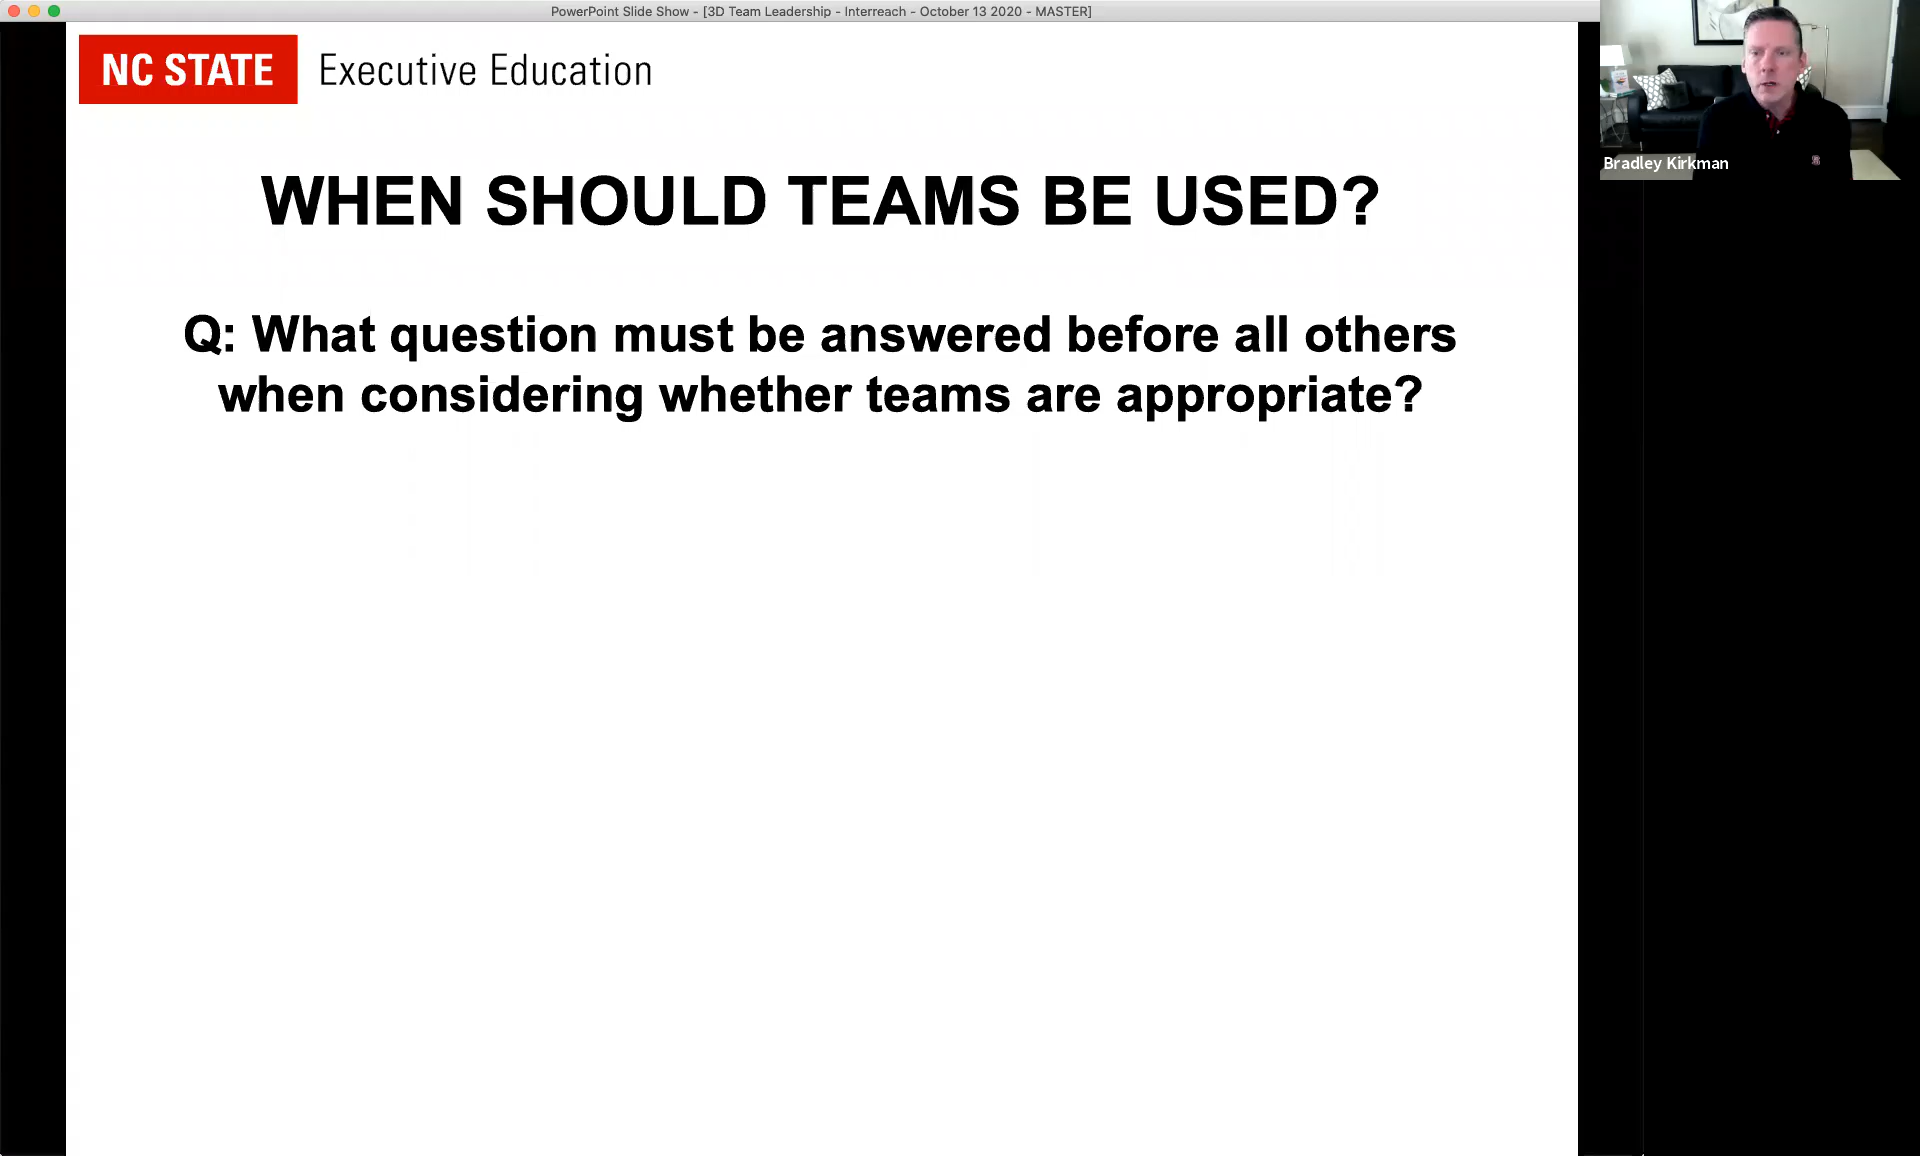 PowerPoint Slide Show - [3D Team Leadership - Interreach - October 13 2020 - MASTER]
NC STATE Executive Education
Bradley Kirkman
WHEN SHOULD TEAMS BE USED?
Q: What question must be answered before all others
when considering whether teams are appropriate?